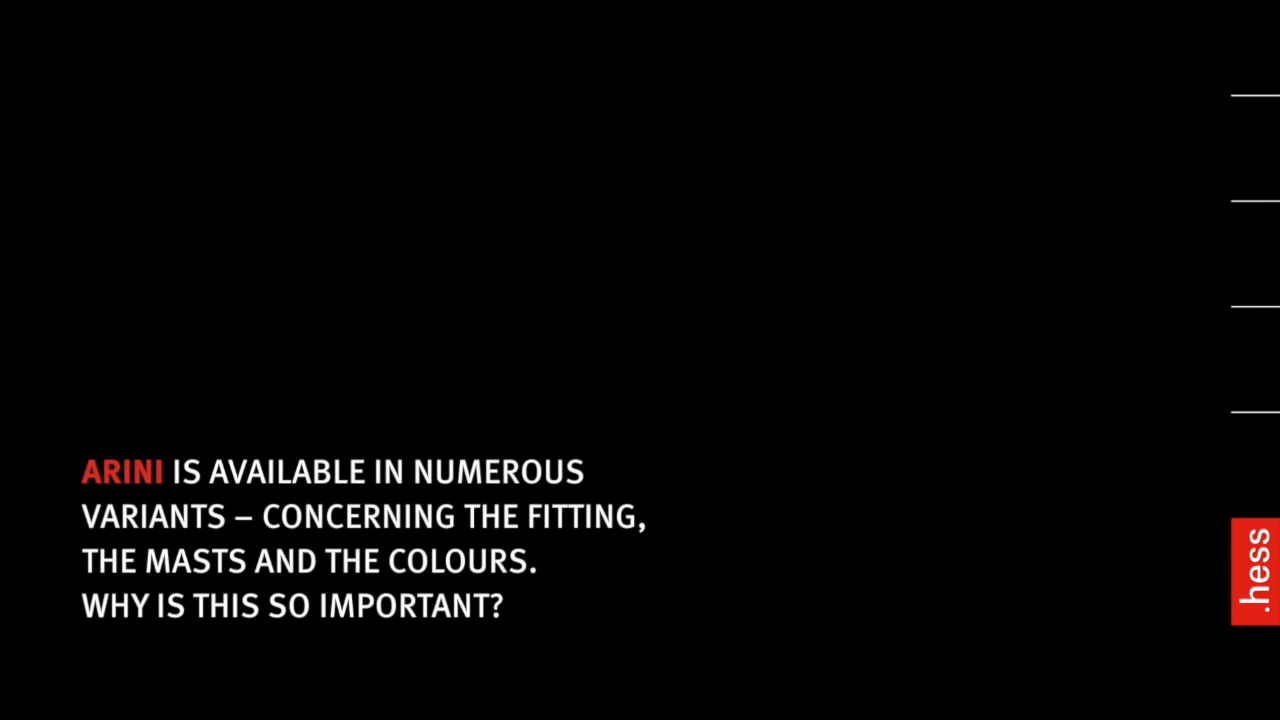 ARINI IS AVAILABLE IN NUMEROUS
VARIANTS – CONCERNING THE FITTING,
THE MASTS AND THE COLOURS.
WHY IS THIS SO IMPORTANT?
.hess